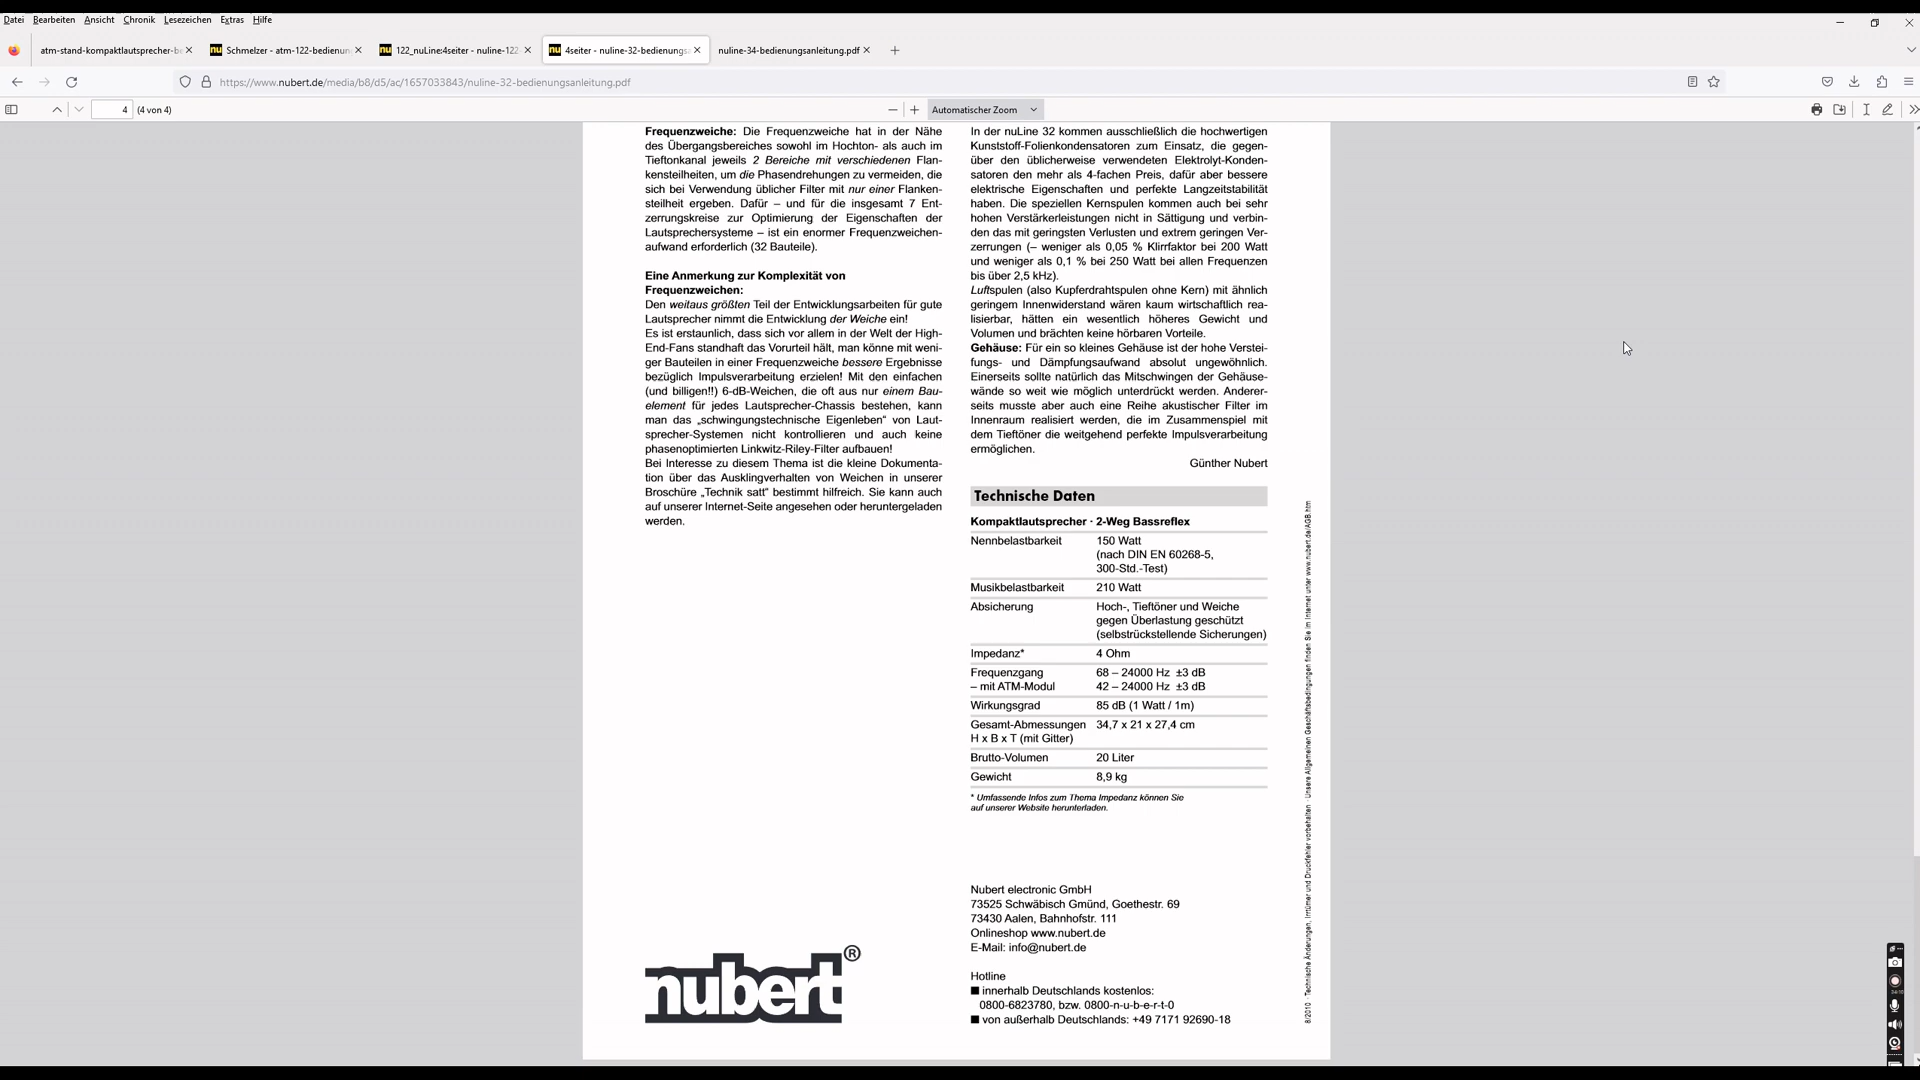 Datei Bearbeiten Ansicht Chronik Lesezeichen Extras Hilfe
atm-stand-kompaktlautsprecher-be
Schmelzer - atm-122-bedienun
122_nuLine:4seiter - nuline-122
4seiter - nuline-32-bedienungsa
nuline-34-bedienungsanleitung.pdf
https://www.nubert.de/media/b8/d5/ac/1657033843/nuline-32-bedienungsanleitung.pdf
4 (4 von 4)
Automatischer Zoom
Frequenzweiche: Die Frequenzweiche hat in der Nähe
des Übergangsbereiches sowohl im Hochton- als auch im
Tieftonkanal jeweils 2 Bereiche mit verschiedenen Flan-
kensteilheiten, um die Phasendrehungen zu vermeiden, die
sich bei Verwendung üblicher Filter mit nur einer Flanken-
steilheit ergeben. Dafür – und für die insgesamt 7 Ent-
zerrungskreise zur Optimierung der Eigenschaften der
Lautsprechersysteme – ist ein enormer Frequenzweichen-
aufwand erforderlich (32 Bauteile).
Eine Anmerkung zur Komplexität von
Frequenzweichen:
Den weitaus größten Teil der Entwicklungsarbeiten für gute
Lautsprecher nimmt die Entwicklung der Weiche ein!
Es ist erstaunlich, dass sich vor allem in der Welt der High-
End-Fans standhaft das Vorurteil hält, man könne mit weni-
ger Bauteilen in einer Frequenzweiche bessere Ergebnisse
bezüglich Impulsverarbeitung erzielen! Mit den einfachen
(und billigen!!) 6-dB-Weichen, die oft aus nur einem Bau-
element für jedes Lautsprecher-Chassis bestehen, kann
man das „schwingungstechnische Eigenleben“ von Laut-
sprecher-Systemen nicht kontrollieren und auch keine
phasenoptimierten Linkwitz-Riley-Filter aufbauen!
Bei Interesse zu diesem Thema ist die kleine Dokumenta-
tion über das Ausklingverhalten von Weichen in unserer
Broschüre „Technik satt“ bestimmt hilfreich. Sie kann auch
auf unserer Internet-Seite angesehen oder heruntergeladen
werden.
In der nuLine 32 kommen ausschließlich die hochwertigen
Kunststoff-Folienkondensatoren zum Einsatz, die gegen-
über den üblicherweise verwendeten Elektrolyt-Konden-
satoren den mehr als 4-fachen Preis, dafür aber bessere
elektrische Eigenschaften und perfekte Langzeitstabilität
haben. Die speziellen Kernspulen kommen auch bei sehr
hohen Verstärkerleistungen nicht in Sättigung und verbin-
den das mit geringsten Verlusten und extrem geringen Ver-
zerrungen (– weniger als 0,05 % Klirrfaktor bei 200 Watt
und weniger als 0,1 % bei 250 Watt bei allen Frequenzen
bis über 2,5 kHz).
Luftspulen (also Kupferdrahtspulen ohne Kern) mit ähnlich
geringem Innenwiderstand wären kaum wirtschaftlich rea-
lisierbar, hätten ein wesentlich höheres Gewicht und
Volumen und brächten keine hörbaren Vorteile.
Gehäuse: Für ein so kleines Gehäuse ist der hohe Verstei-
fungs- und Dämpfungsaufwand absolut ungewöhnlich.
Einerseits sollte natürlich das Mitschwingen der Gehäuse-
wände so weit wie möglich unterdrückt werden. Anderer-
seits musste aber auch eine Reihe akustischer Filter im
Innenraum realisiert werden, die im Zusammenspiel mit
dem Tieftöner die weitgehend perfekte Impulsverarbeitung
ermöglichen.
Günther Nubert
Technische Daten
Kompaktlautsprecher · 2-Weg Bassreflex
Nennbelastbarkeit 150 Watt
(nach DIN EN 60268-5,
300-Std.-Test)
Musikbelastbarkeit 210 Watt
Absicherung Hoch-, Tieftöner und Weiche
gegen Überlastung geschützt
(selbstrückstellende Sicherungen)
Impedanz* 4 Ohm
Frequenzgang 68 – 24000 Hz ±3 dB
– mit ATM-Modul 42 – 24000 Hz ±3 dB
Wirkungsgrad 85 dB (1 Watt / 1m)
Gesamt-Abmessungen 34,7 x 21 x 27,4 cm
H x B x T (mit Gitter)
Brutto-Volumen 20 Liter
Gewicht 8,9 kg
* Umfassende Infos zum Thema Impedanz können Sie
auf unserer Website herunterladen.
Nubert electronic GmbH
73525 Schwäbisch Gmünd, Goethestr. 69
73430 Aalen, Bahnhofstr. 111
Onlineshop www.nubert.de
E-Mail: info@nubert.de
Hotline
■ innerhalb Deutschlands kostenlos:
0800-6823780, bzw. 0800-n-u-b-e-r-t-0
■ von außerhalb Deutschlands: +49 7171 92690-18
nubert®
8/2010 · Technische Änderungen, Irrtümer und Druckfehler vorbehalten · Unsere Allgemeinen Geschäftsbedingungen finden Sie im Internet unter www.nubert.de/AGB.htm